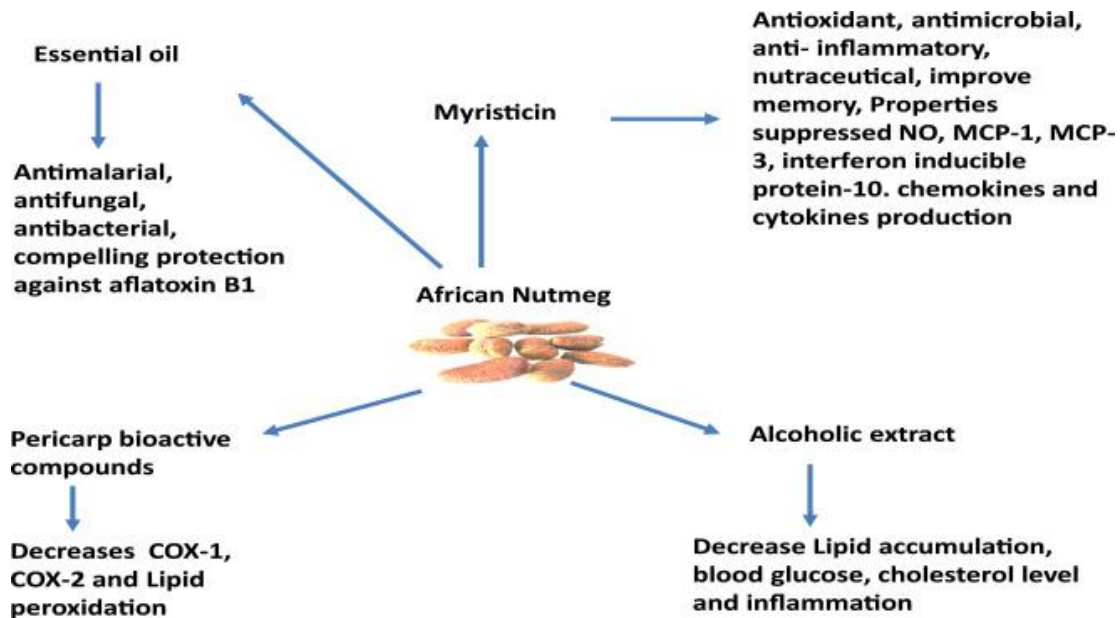 Essential oil
Antimalarial,
antifungal,
antibacterial,
compelling protection
against aflatoxin B1
Myristicin
Antioxidant, antimicrobial,
anti- inflammatory,
nutraceutical, improve
memory, Properties
suppressed NO, MCP-1, MCP-
3, interferon inducible
protein-10. chemokines and
cytokines production
African Nutmeg
Pericarp bioactive
compounds
Decreases COX-1,
COX-2 and Lipid
peroxidation
Alcoholic extract
Decrease Lipid accumulation,
blood glucose, cholesterol level
and inflammation